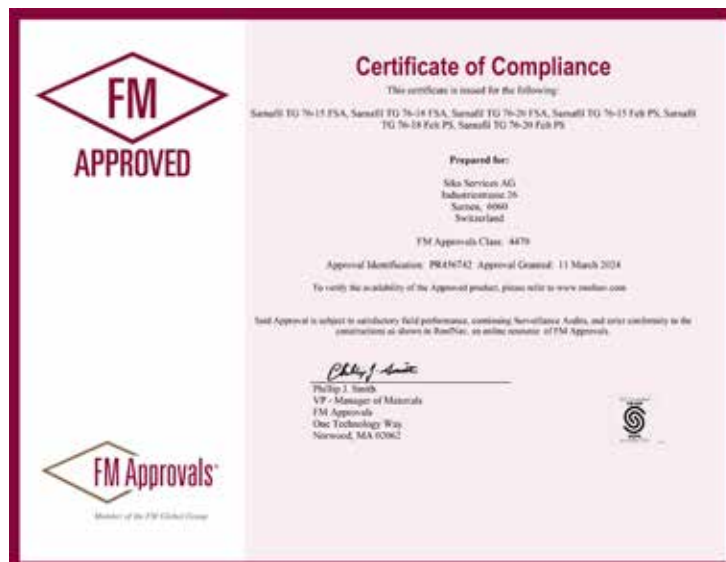 FM
APPROVED
Certificate of Compliance
This certificate is issued for the following:
Sarnafil TG 76-15 FSA, Sarnafil TG 76-18 FSA, Sarnafil TG 76-20 FSA, Sarnafil TG 76-15 Felt PS, Sarnafil
TG 76-18 Felt PS, Sarnafil TG 76-20 Felt PS
Prepared for:
Sika Services AG
Industriestrasse 26
Sarnen, 6060
Switzerland
FM Approvals Class: 4470
Approval Identification: PR456742 Approval Granted: 11 March 2024
To verify the availability of the Approved product, please refer to www.roofnav.com
Said Approval is subject to satisfactory field performance, continuing Surveillance Audits, and strict conformity to the
constructions as shown in RoofNav, an online resource of FM Approvals.
Phillip J. Smith
Phillip J. Smith
VP - Manager of Materials
FM Approvals
One Technology Way
Norwood, MA 02062
FM Approvals
Member of the FM Global Group